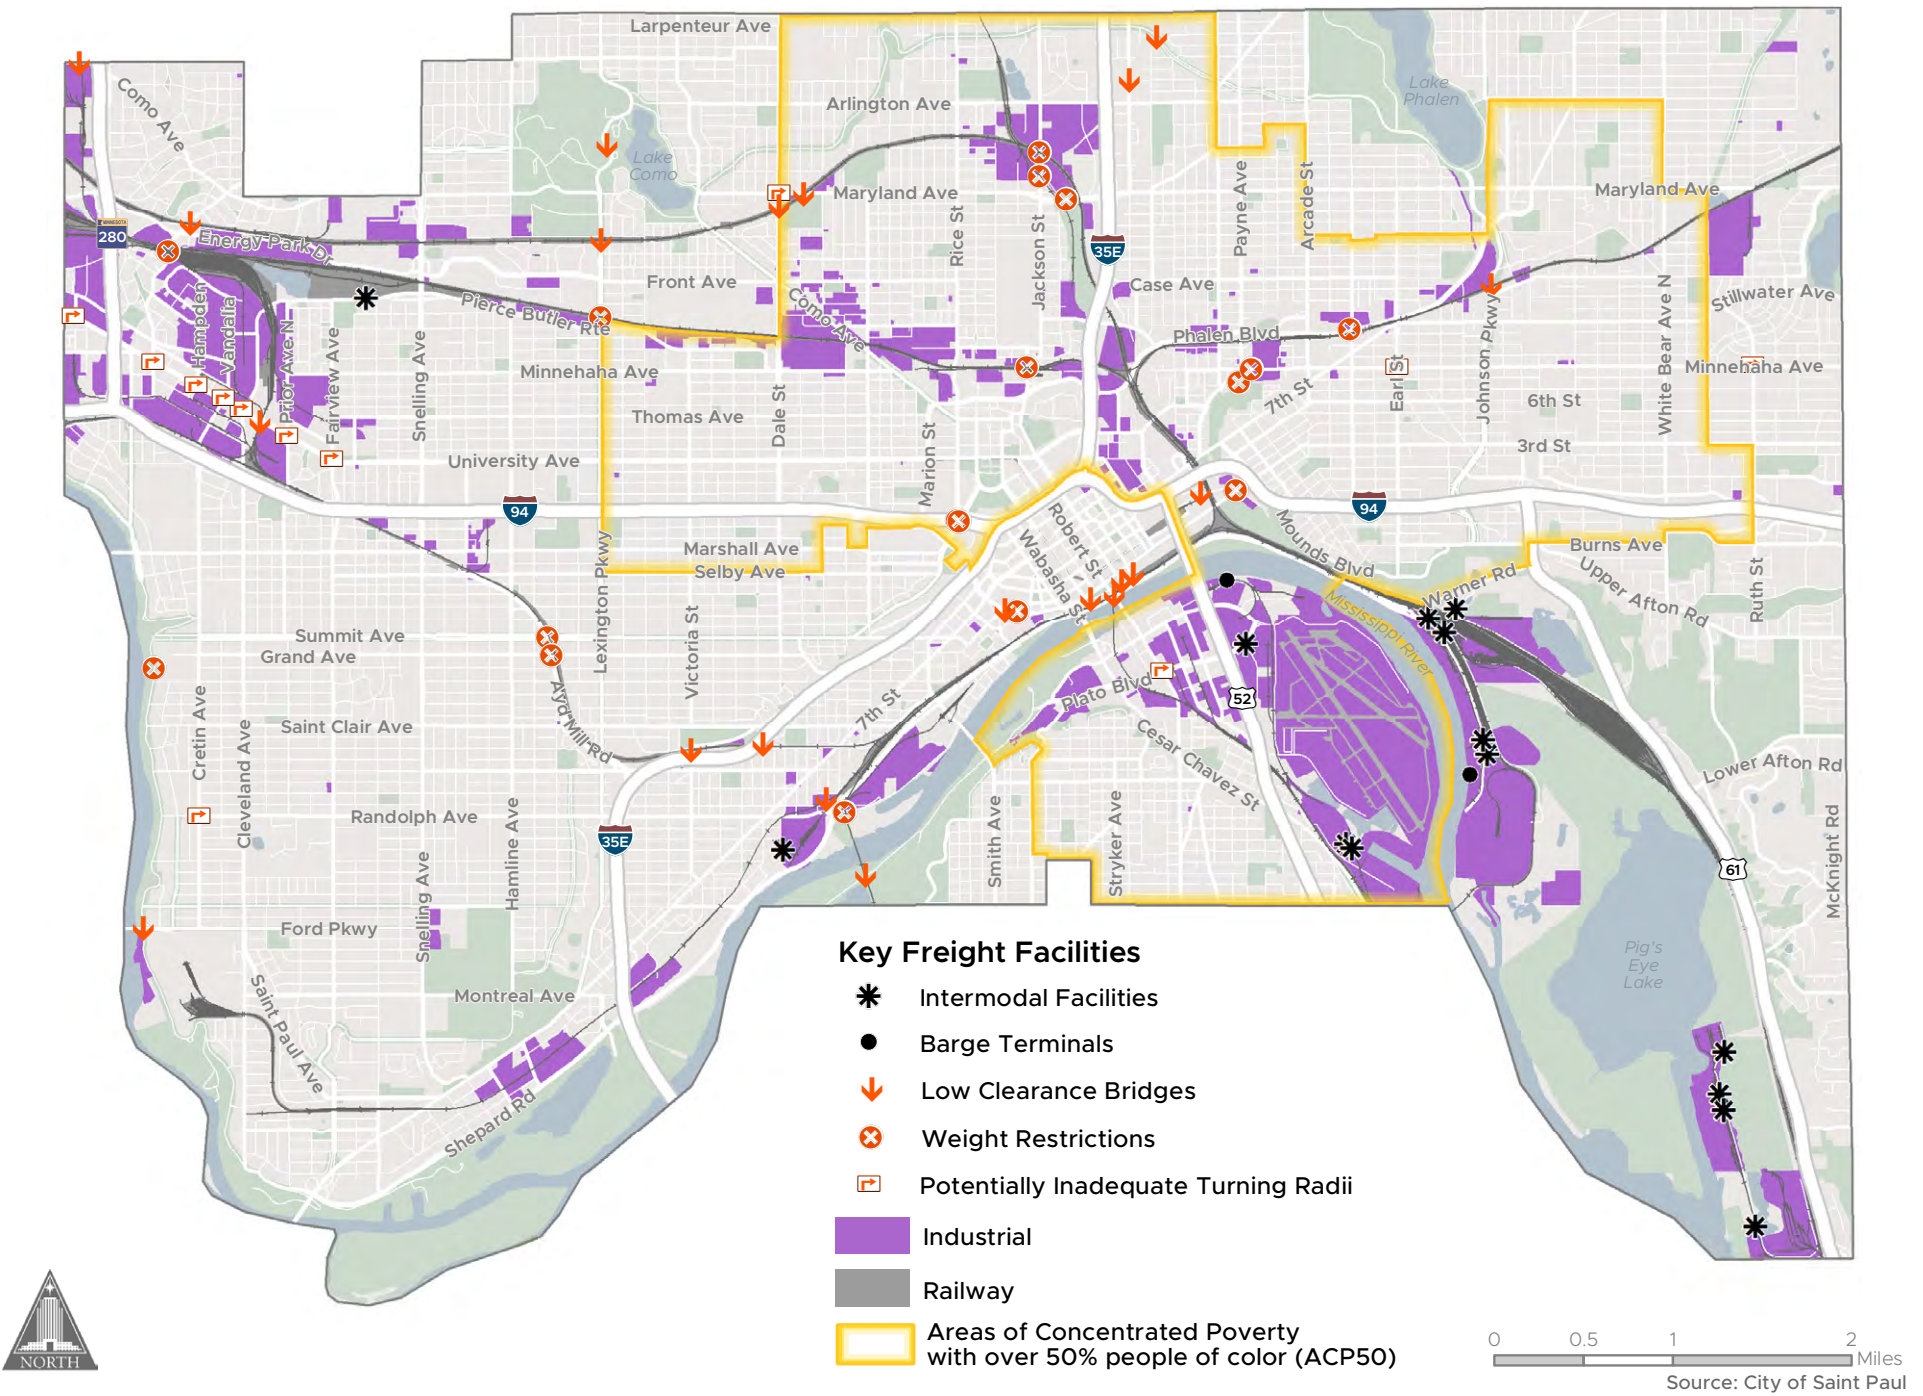 Larpenteur Ave
Como Ave
Arlington Ave
Lake
Phalen
Lake
Como
Maryland Ave
Maryland Ave
Payne Ave
Arcade St
Rice St
Jackson St
MINNESOTA
280
Energy Park Dr
35E
Front Ave
Case Ave
Como Ave
Stillwater Ave
Pierce Butler Rte
Phalen Blvd
Hampden
Vandalia
Prior Ave N
Fairview Ave
Snelling Ave
Minnehaha Ave
Minnehaha Ave
Johnson Pkwy
White Bear Ave N
Earl St
7th St
6th St
Thomas Ave
Dale St
Marion St
3rd St
University Ave
94
94
Robert St
Wabasha St
Mounds Blvd
Marshall Ave
Selby Ave
Burns Ave
Upper Afton Rd
Ruth St
Warner Rd
Mississippi River
Lexington Pkwy
Victoria St
Summit Ave
Grand Ave
Plato Blvd
52
Cretin Ave
Cleveland Ave
Saint Clair Ave
Ayd Mill Rd
7th St
Cesar Chavez St
Lower Afton Rd
Randolph Ave
Hamline Ave
35E
Smith Ave
Stryker Ave
McKnight Rd
61
Snelling Ave
Ford Pkwy
Pig's
Eye
Lake
Montreal Ave
Saint Paul Ave
Shepard Rd
Key Freight Facilities
Intermodal Facilities
Barge Terminals
Low Clearance Bridges
Weight Restrictions
Potentially Inadequate Turning Radii
Industrial
Railway
Areas of Concentrated Poverty
with over 50% people of color (ACP50)
NORTH
0 0.5 1 2
Miles
Source: City of Saint Paul